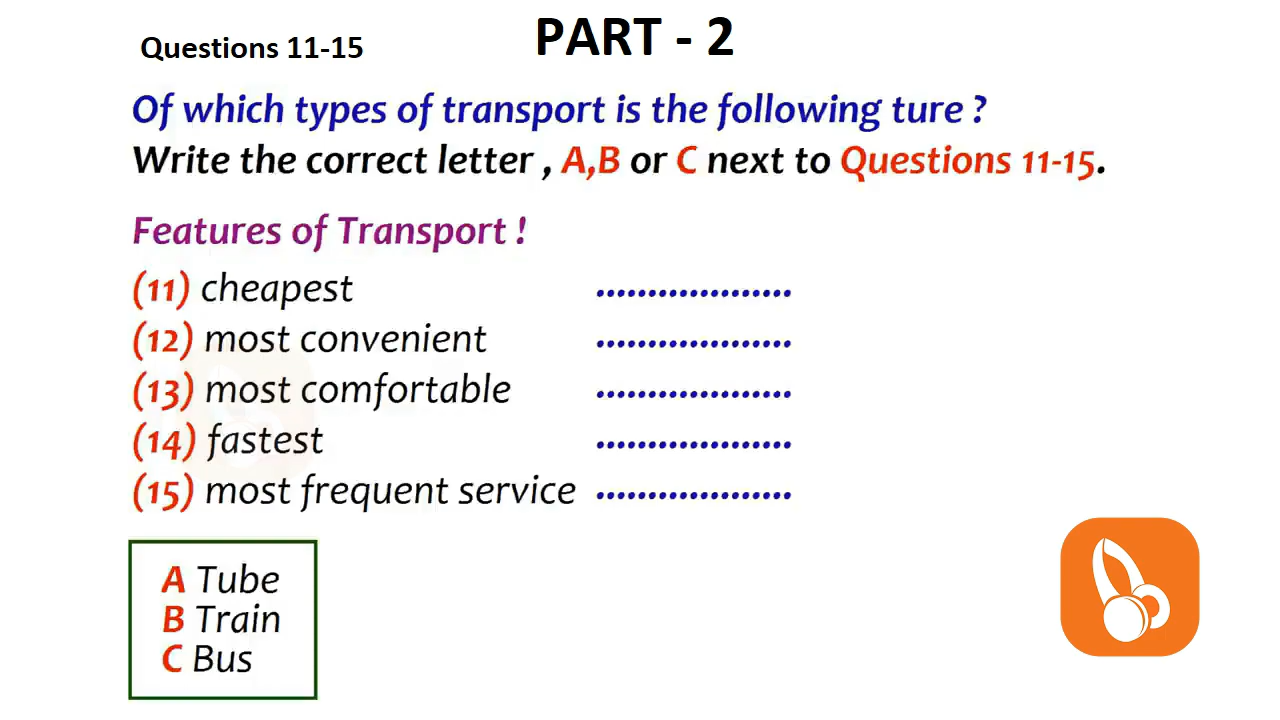 Questions 11-15
PART - 2
Of which types of transport is the following ture ?
Write the correct letter , A,B or C next to Questions 11-15.
Features of Transport !
(11) cheapest ...................
(12) most convenient ...................
(13) most comfortable ...................
(14) fastest ...................
(15) most frequent service ...................
A Tube
B Train
C Bus